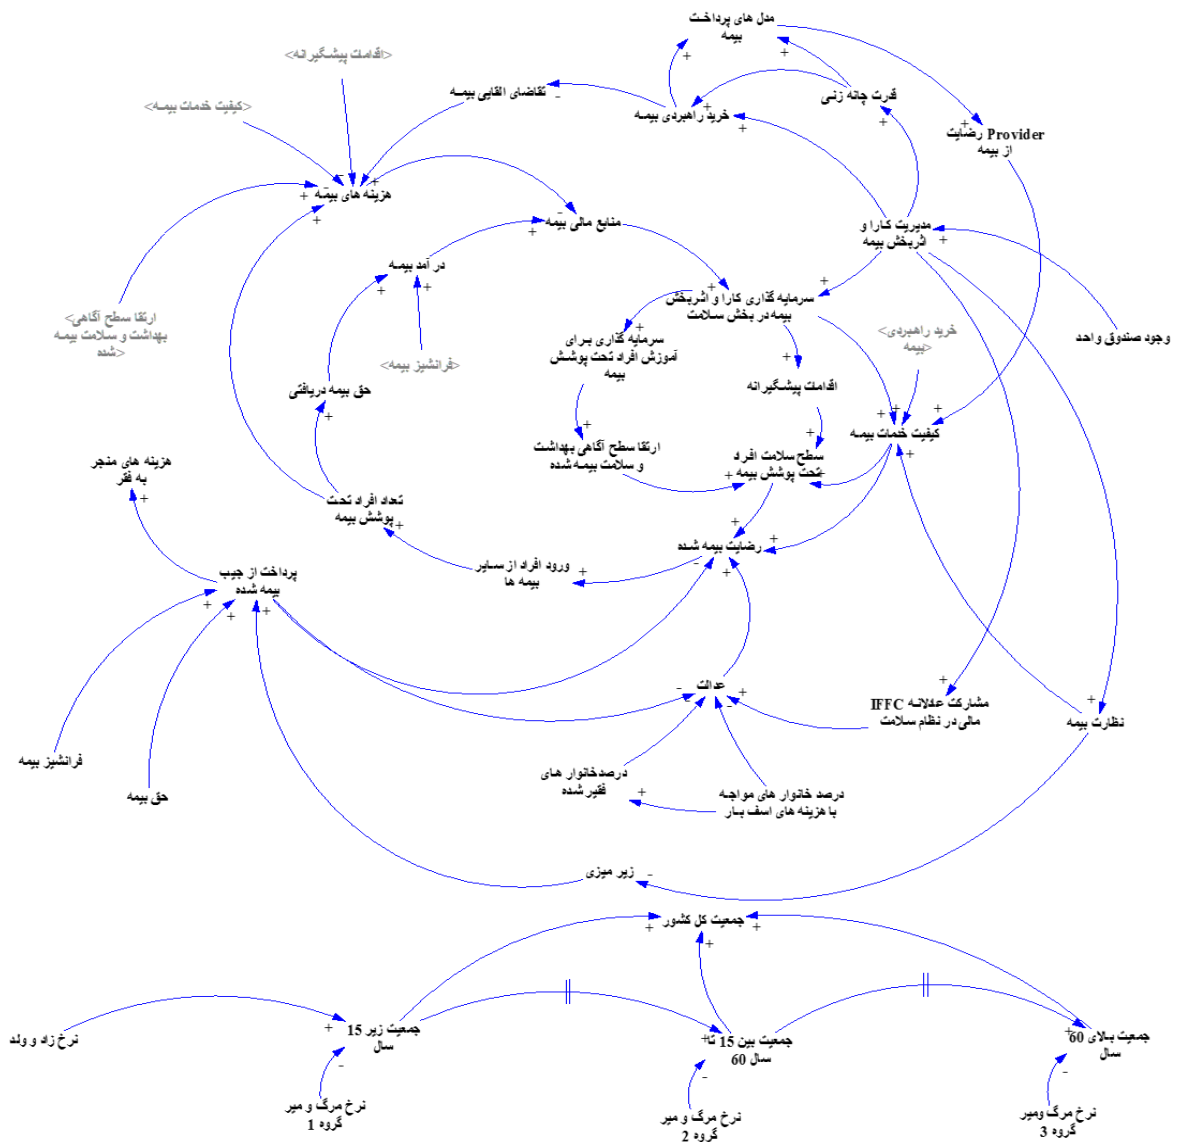 مدل های پرداخت
بیمه
<اقدامات پیشگیرانه>
<کیفیت خدمات بیمه>
تقاضای القایی بیمه
خرید راهبردی بیمه
قدرت چانه زنی
رضایت Provider
از بیمه
هزینه های بیمه
منابع مالی بیمه
مدیریت کارا و
اثربخش بیمه
در آمد بیمه
سرمایه گذاری کارا و اثربخش
بیمه در بخش سلامت
<ارتقا سطح آگاهی
بهداشت و سلامت بیمه
شده>
<خرید راهبردی
بیمه>
وجود صندوق واحد
سرمایه گذاری برای
آموزش افراد تحت پوشش
بیمه
<فرانشیز بیمه>
حق بیمه دریافتی
اقدامات پیشگیرانه
کیفیت خدمات بیمه
ارتقا سطح آگاهی بهداشت
و سلامت بیمه شده
سطح سلامت افراد
تحت پوشش بیمه
هزینه های منجر
به فقر
تعداد افراد تحت
پوشش بیمه
رضایت بیمه شده
ورود افراد از سایر
بیمه ها
پرداخت از جیب
بیمه شده
عدالت
مشارکت عادلانه IFFC
مالی در نظام سلامت
نظارت بیمه
فرانشیز بیمه
حق بیمه
درصدخانوار های
فقیر شده
درصد خانوار های مواجه
با هزینه های اسف بار
زیر میزی
جمعیت کل کشور
نرخ زاد و ولد
جمعیت زیر 15
سال
جمعیت بین 15 تا
60 سال
جمعیت بالای 60
سال
نرخ مرگ و میر
گروه 1
نرخ مرگ و میر
گروه 2
نرخ مرگ ومیر
گروه 3